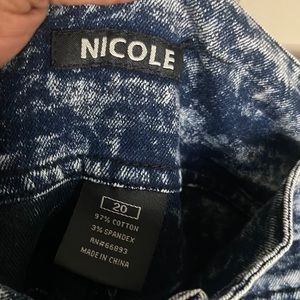 NICOLE
20
97% COTTON
3% SPANDEX
RN#66893
MADE IN CHINA